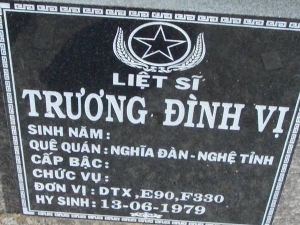 LIỆT SĨ
TRƯƠNG ĐÌNH VỊ
SINH NĂM :
QUÊ QUÁN : NGHĨA ĐÀN - NGHỆ TĨNH
CẤP BẬC :
CHỨC VỤ :
ĐƠN VỊ : DTX , E90 , F330
HY SINH : 13-06-1979